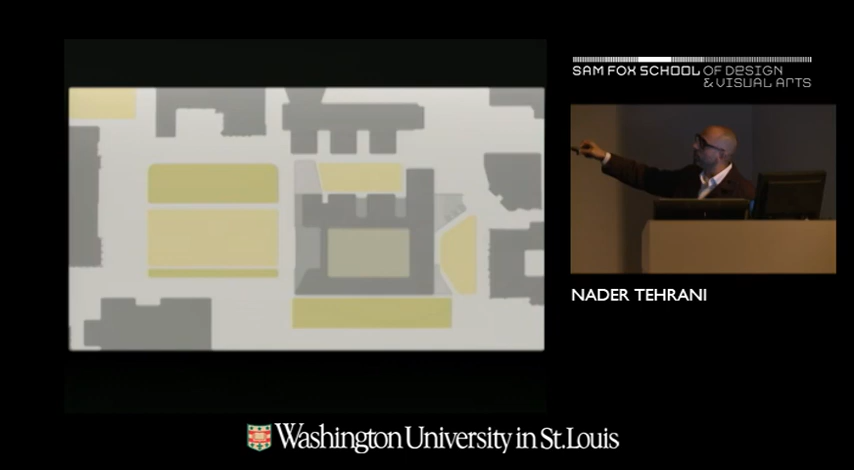 SAM FOX SCHOOL OF DESIGN
& VISUAL ARTS
NADER TEHRANI
Washington University in St. Louis